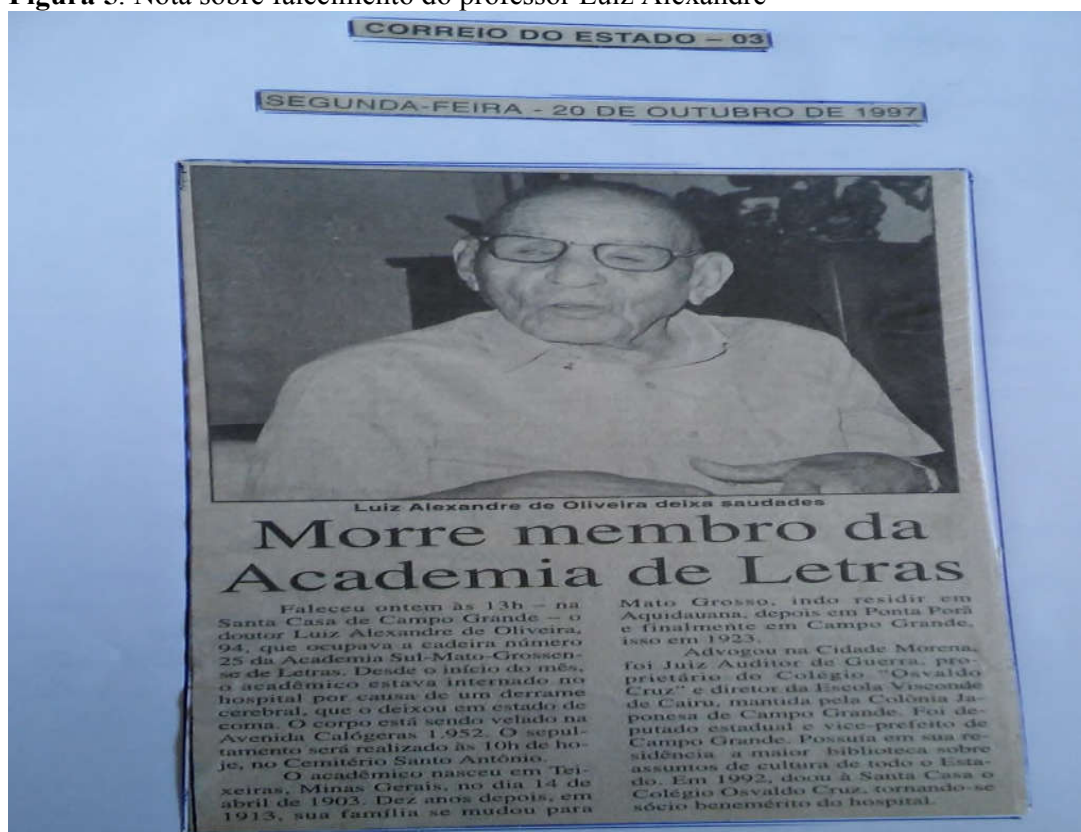 Figura 3: Nota sobre falecimento do professor Luiz Alexandre
CORREIO DO ESTADO – 03
SEGUNDA-FEIRA - 20 DE OUTUBRO DE 1997
Luiz Alexandre de Oliveira deixa saudades
Morre membro da
Academia de Letras
Faleceu ontem às 13h – na
Santa Casa de Campo Grande – o
doutor Luiz Alexandre de Oliveira,
94, que ocupava a cadeira número
25 da Academia Sul-Mato-Grossen-
se de Letras. Desde o início do mês,
o acadêmico estava internado no
hospital por causa de um derrame
cerebral, que o deixou em estado de
coma. O corpo está sendo velado na
Avenida Calógeras 1.952. O sepul-
tamento será realizado às 10h de ho-
je, no Cemitério Santo Antônio.
O acadêmico nasceu em Tei-
xeiras, Minas Gerais, no dia 14 de
abril de 1903. Dez anos depois, em
1913, sua família se mudou para
Mato Grosso, indo residir em
Aquidauana, depois em Ponta Porã
e finalmente em Campo Grande,
isso em 1923.
Advogou na Cidade Morena,
foi Juiz Auditor de Guerra, pro-
prietário do Colégio "Osvaldo
Cruz" e diretor da Escola Visconde
de Cairu, mantida pela Colônia Ja-
ponesa de Campo Grande. Foi de-
putado estadual e vice-prefeito de
Campo Grande. Possuía em sua re-
sidência a maior biblioteca sobre
assuntos de cultura de todo o Esta-
do. Em 1992, doou à Santa Casa o
Colégio Osvaldo Cruz, tornando-se
sócio benemérito do hospital.